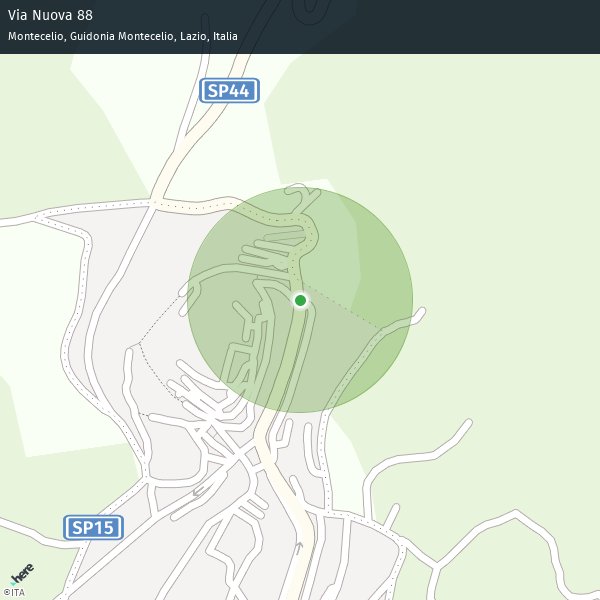 Via Nuova 88
Montecelio, Guidonia Montecelio, Lazio, Italia
SP44
SP15
here
©ITA